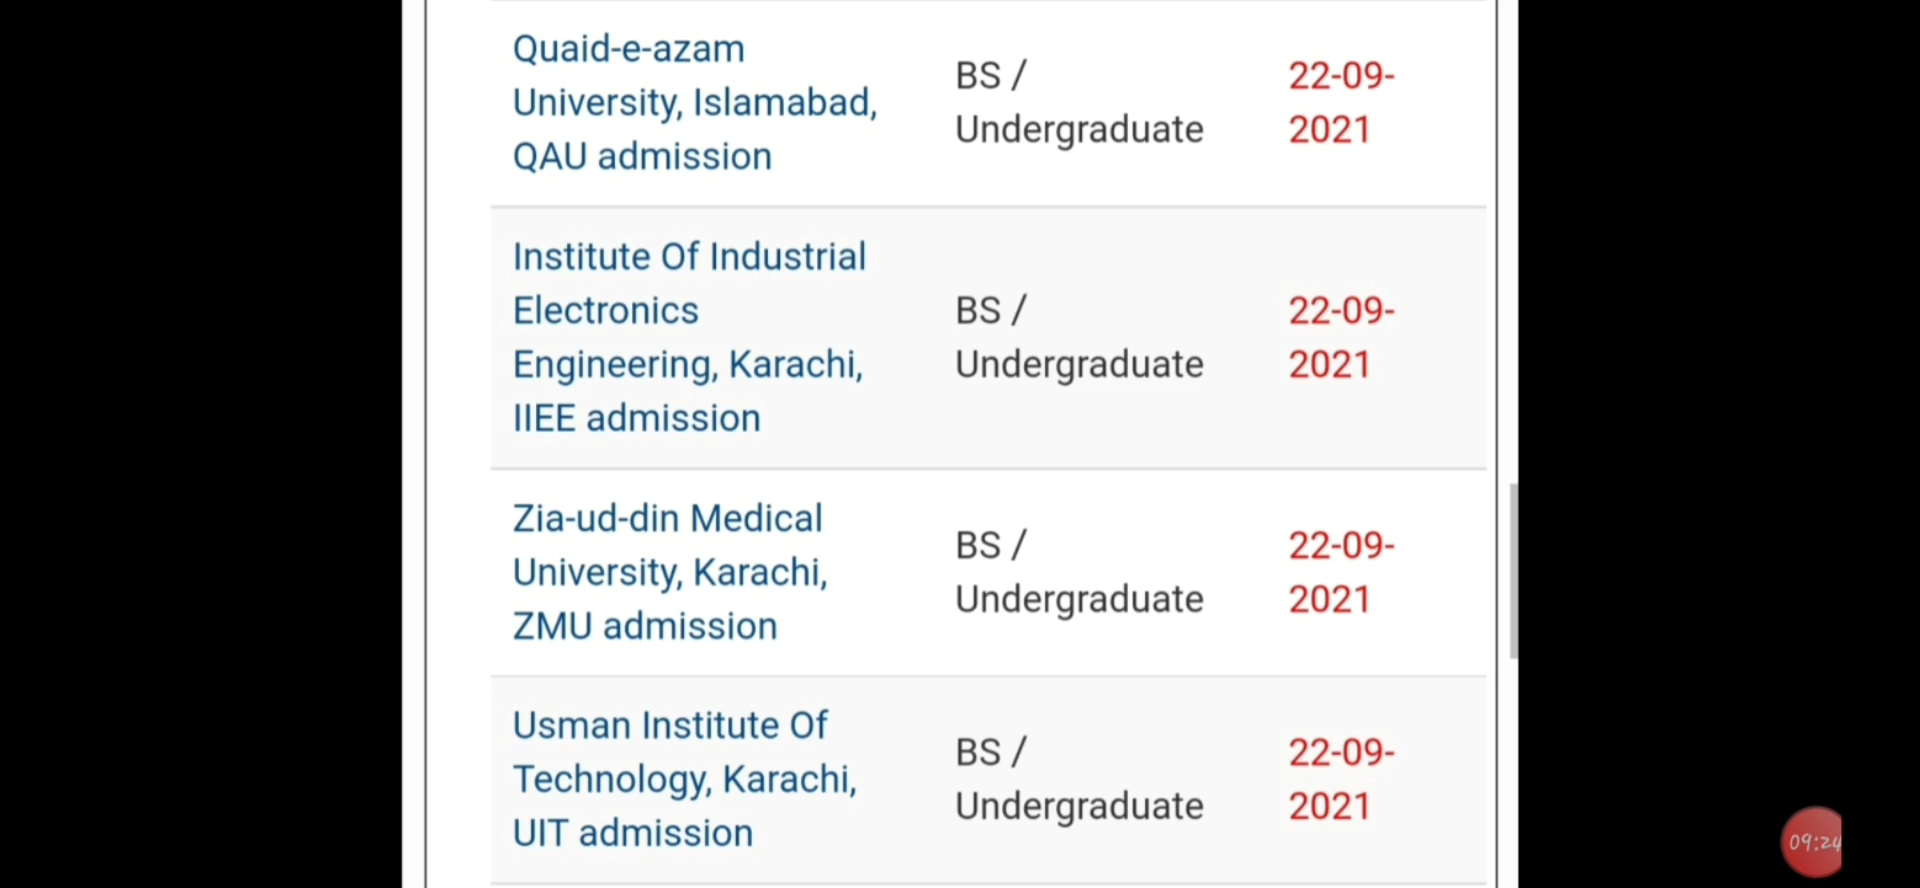 Quaid-e-azam
University, Islamabad,
QAU admission
BS /
Undergraduate
22-09-
2021
Institute Of Industrial
Electronics
Engineering, Karachi,
IIEE admission
BS /
Undergraduate
22-09-
2021
Zia-ud-din Medical
University, Karachi,
ZMU admission
BS /
Undergraduate
22-09-
2021
Usman Institute Of
Technology, Karachi,
UIT admission
BS /
Undergraduate
22-09-
2021
09:24